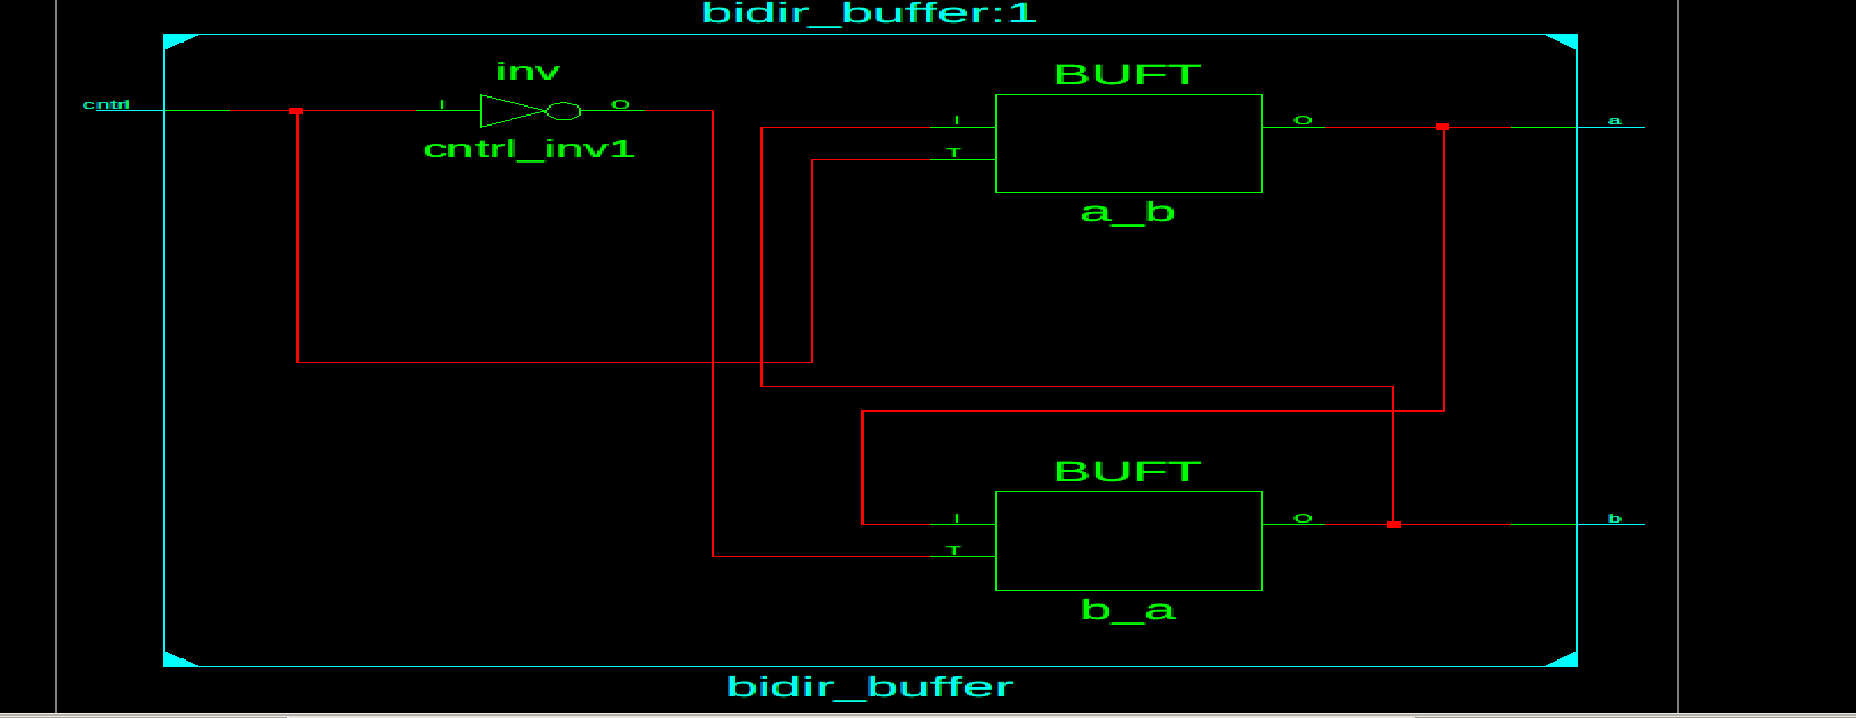 bidir_buffer:1
inv
BUFT
cntrl
I
O
I
O
a
T
cntrl_inv1
a_b
BUFT
I
O
b
T
b_a
bidir_buffer